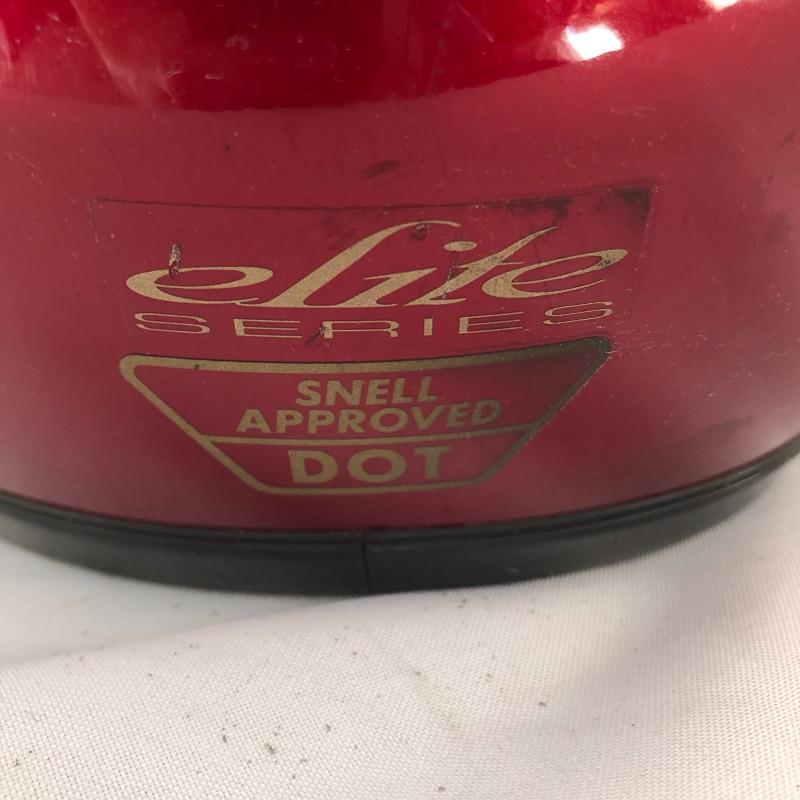 elite
SERIES
SNELL
APPROVED
DOT